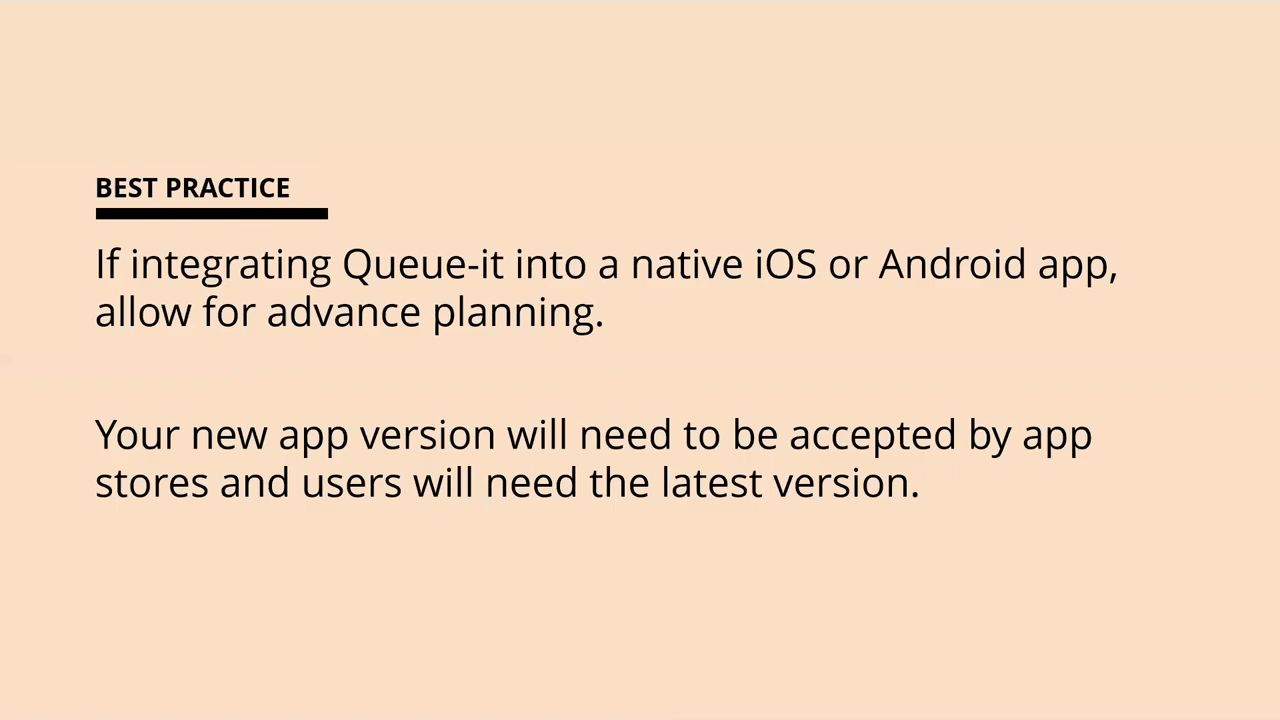 BEST PRACTICE
If integrating Queue-it into a native iOS or Android app,
allow for advance planning.
Your new app version will need to be accepted by app
stores and users will need the latest version.